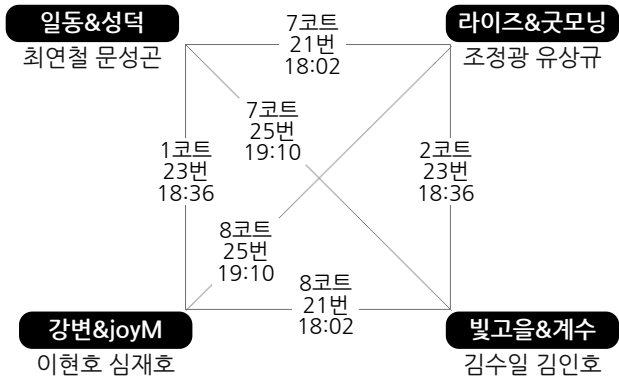 일동&성덕
최연철 문성곤
7코트
21번
18:02
라이즈&굿모닝
조정광 유상규
7코트
25번
19:10
1코트
23번
18:36
2코트
23번
18:36
8코트
25번
19:10
8코트
21번
18:02
강변&joyM
이현호 심재호
빛고을&계수
김수일 김인호